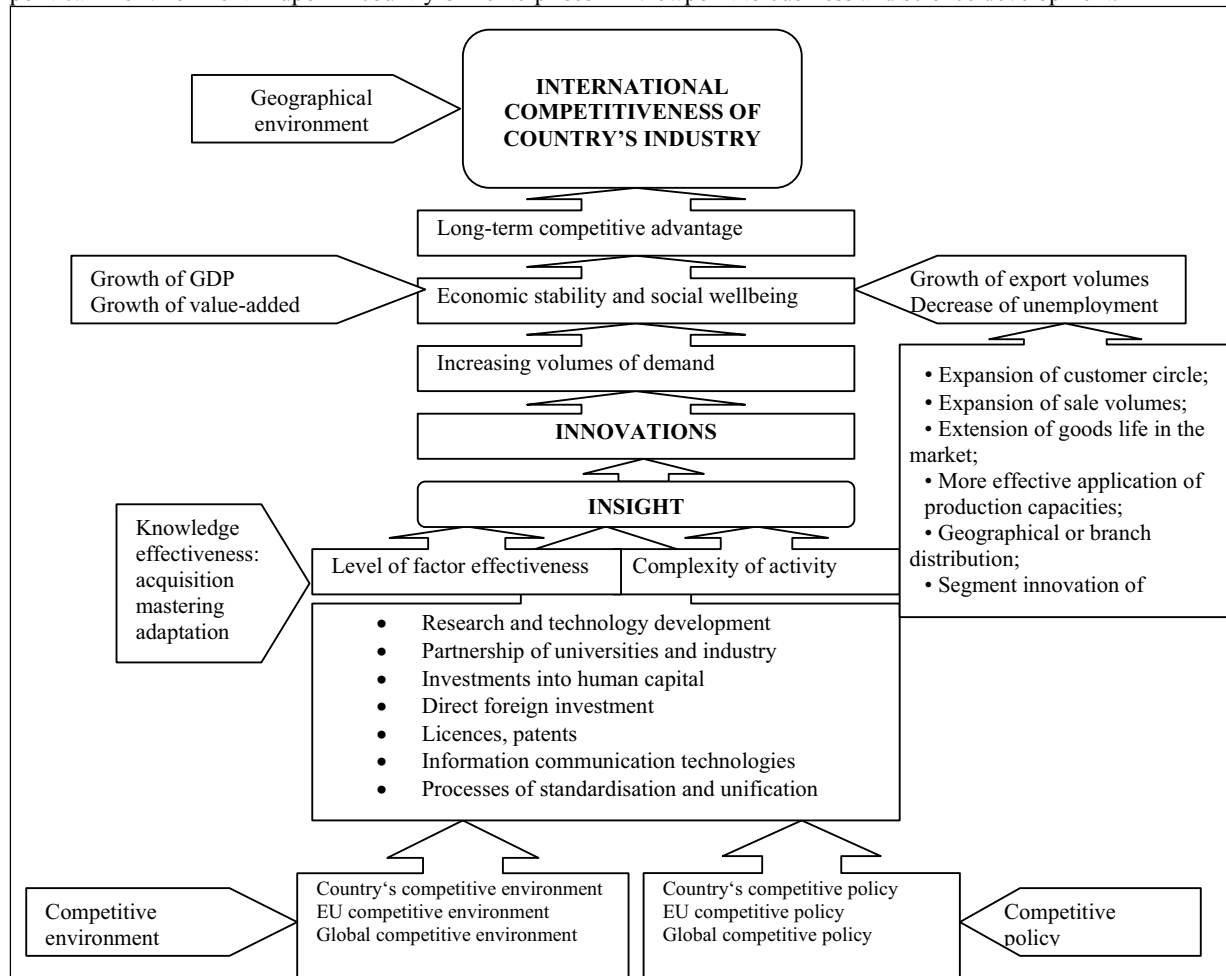 INTERNATIONAL
COMPETITIVENESS OF
COUNTRY'S INDUSTRY
Geographical
environment
Long-term competitive advantage
Growth of GDP
Growth of value-added
Economic stability and social wellbeing
Growth of export volumes
Decrease of unemployment
Increasing volumes of demand
• Expansion of customer circle;
• Expansion of sale volumes;
• Extension of goods life in the
market;
• More effective application of
production capacities;
• Geographical or branch
distribution;
• Segment innovation of
INNOVATIONS
INSIGHT
Knowledge
effectiveness:
acquisition
mastering
adaptation
Level of factor effectiveness
Complexity of activity
• Research and technology development
• Partnership of universities and industry
• Investments into human capital
• Direct foreign investment
• Licences, patents
• Information communication technologies
• Processes of standardisation and unification
Competitive
environment
Country‘s competitive environment
EU competitive environment
Global competitive environment
Country‘s competitive policy
EU competitive policy
Global competitive policy
Competitive
policy